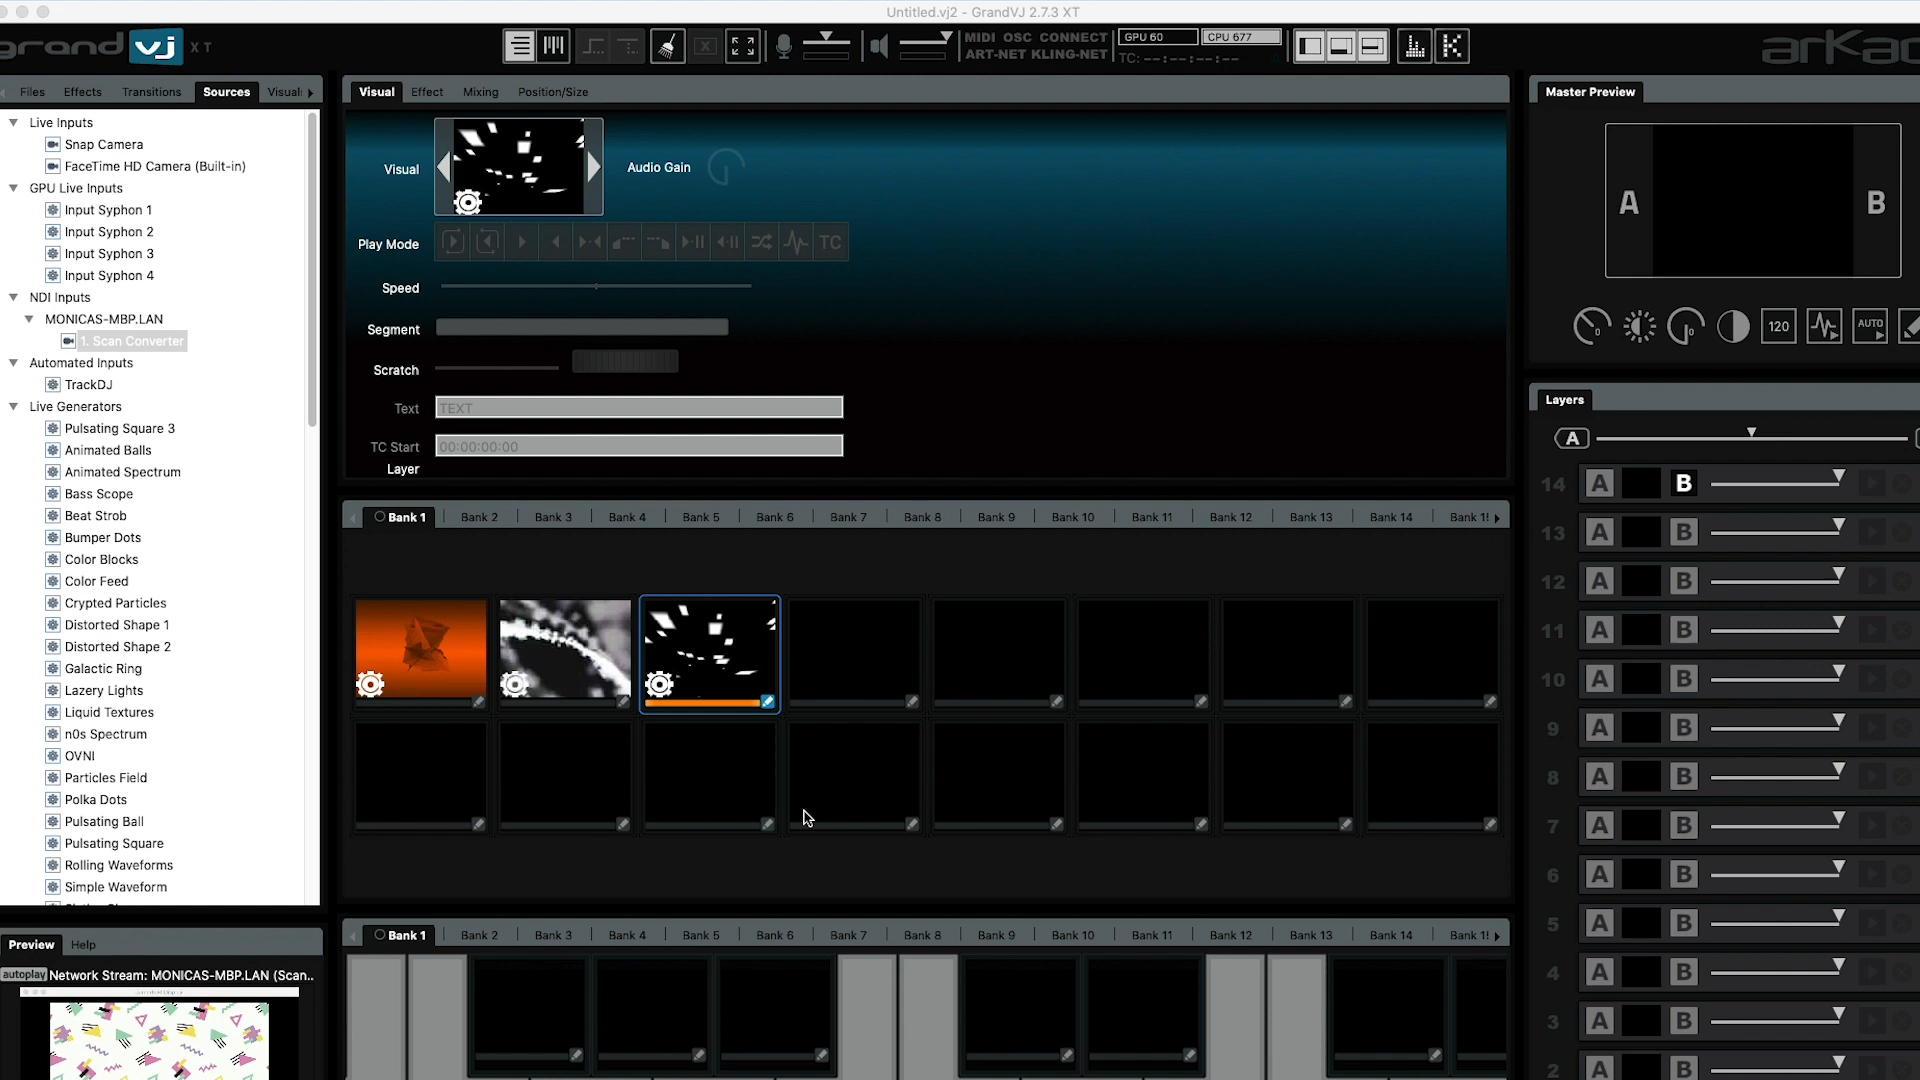 Untitled.vj2 - GrandVJ 2.7.3 XT
grand vj XT
MIDI OSC CONNECT
ART-NET KLING-NET
GPU 60
CPU 677
TC: --:--:--:--
Files
Effects
Transitions
Sources
Live Inputs
Snap Camera
FaceTime HD Camera (Built-in)
GPU Live Inputs
Input Syphon 1
Input Syphon 2
Input Syphon 3
Input Syphon 4
NDI Inputs
MONICAS-MBP.LAN
1. Scan Converter
Automated Inputs
TrackDJ
Live Generators
Pulsating Square 3
Animated Balls
Animated Spectrum
Bass Scope
Beat Strob
Bumper Dots
Color Blocks
Color Feed
Crypted Particles
Distorted Shape 1
Distorted Shape 2
Galactic Ring
Lazery Lights
Liquid Textures
n0s Spectrum
OVNI
Particles Field
Polka Dots
Pulsating Ball
Pulsating Square
Rolling Waveforms
Simple Waveform
Preview
Help
autoplay Network Stream: MONICAS-MBP.LAN (Scan..
Visual
Effect
Mixing
Position/Size
Visual
Audio Gain
Play Mode
TC
Speed
Segment
Scratch
Text
TEXT
TC Start
00:00:00:00
Layer
Bank 1
Bank 2
Bank 3
Bank 4
Bank 5
Bank 6
Bank 7
Bank 8
Bank 9
Bank 10
Bank 11
Bank 12
Bank 13
Bank 14
Bank 1
Bank 2
Bank 3
Bank 4
Bank 5
Bank 6
Bank 7
Bank 8
Bank 9
Bank 10
Bank 11
Bank 12
Bank 13
Bank 14
Master Preview
A
B
0
0
120
AUTO
Layers
A
14 A B
13 A B
12 A B
11 A B
10 A B
9 A B
8 A B
7 A B
6 A B
5 A B
4 A B
3 A B
2 A B